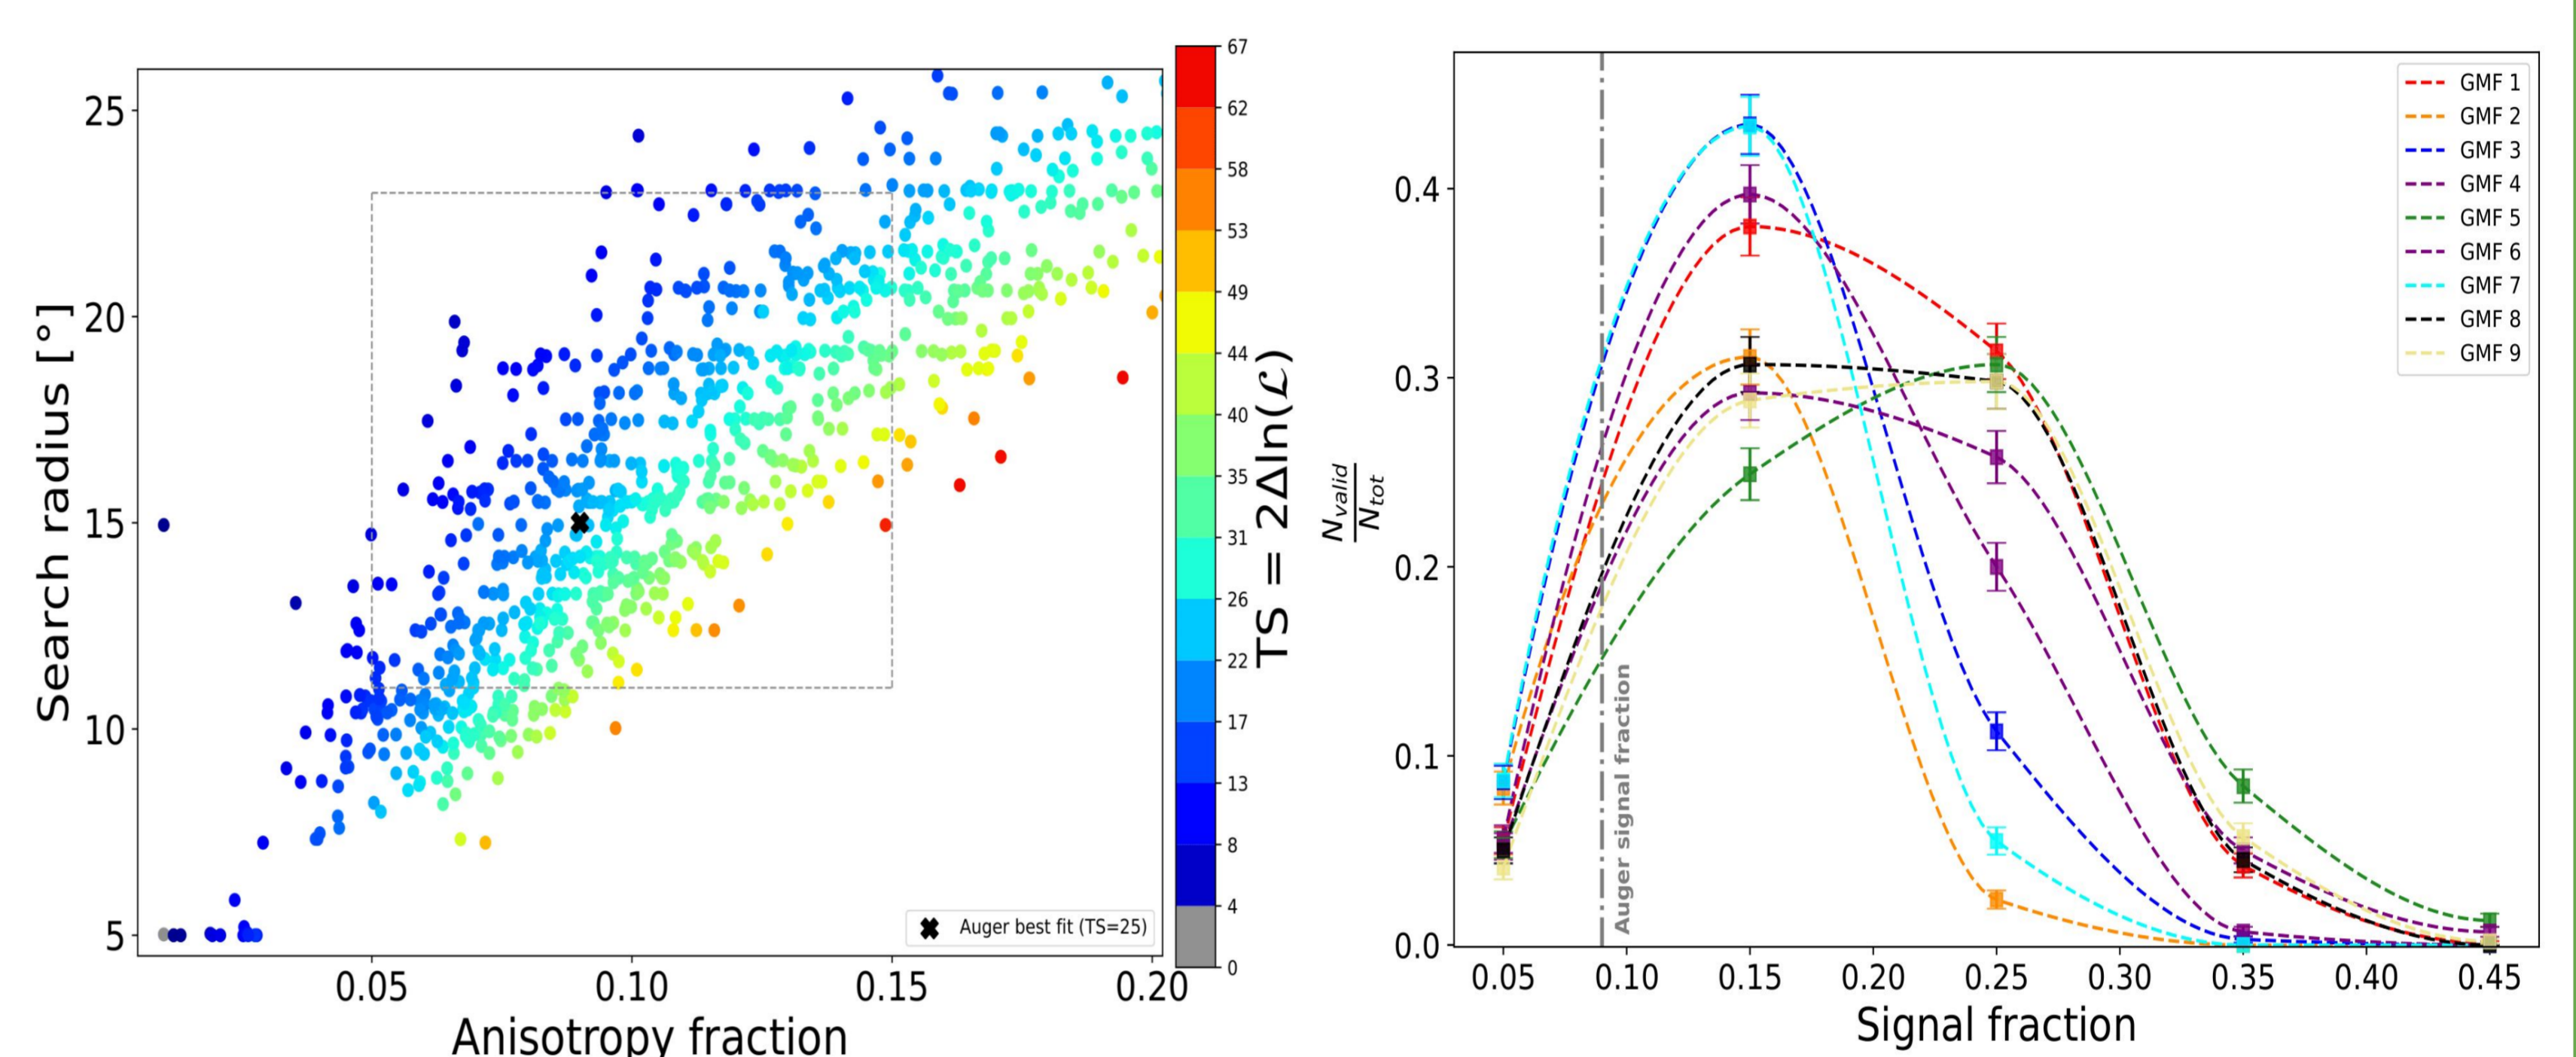 25
20
15
10
5
Search radius [°]
0.05
0.10
0.15
0.20
Anisotropy fraction
Auger best fit (TS=25)
67
62
58
53
49
44
40
35
31
26
22
17
13
8
4
0
TS = 2Δln(ℒ)
N_valid
N_tot
0.4
0.3
0.2
0.1
0.0
0.05
0.10
0.15
0.20
0.25
0.30
0.35
0.40
0.45
Signal fraction
Auger signal fraction
GMF 1
GMF 2
GMF 3
GMF 4
GMF 5
GMF 6
GMF 7
GMF 8
GMF 9